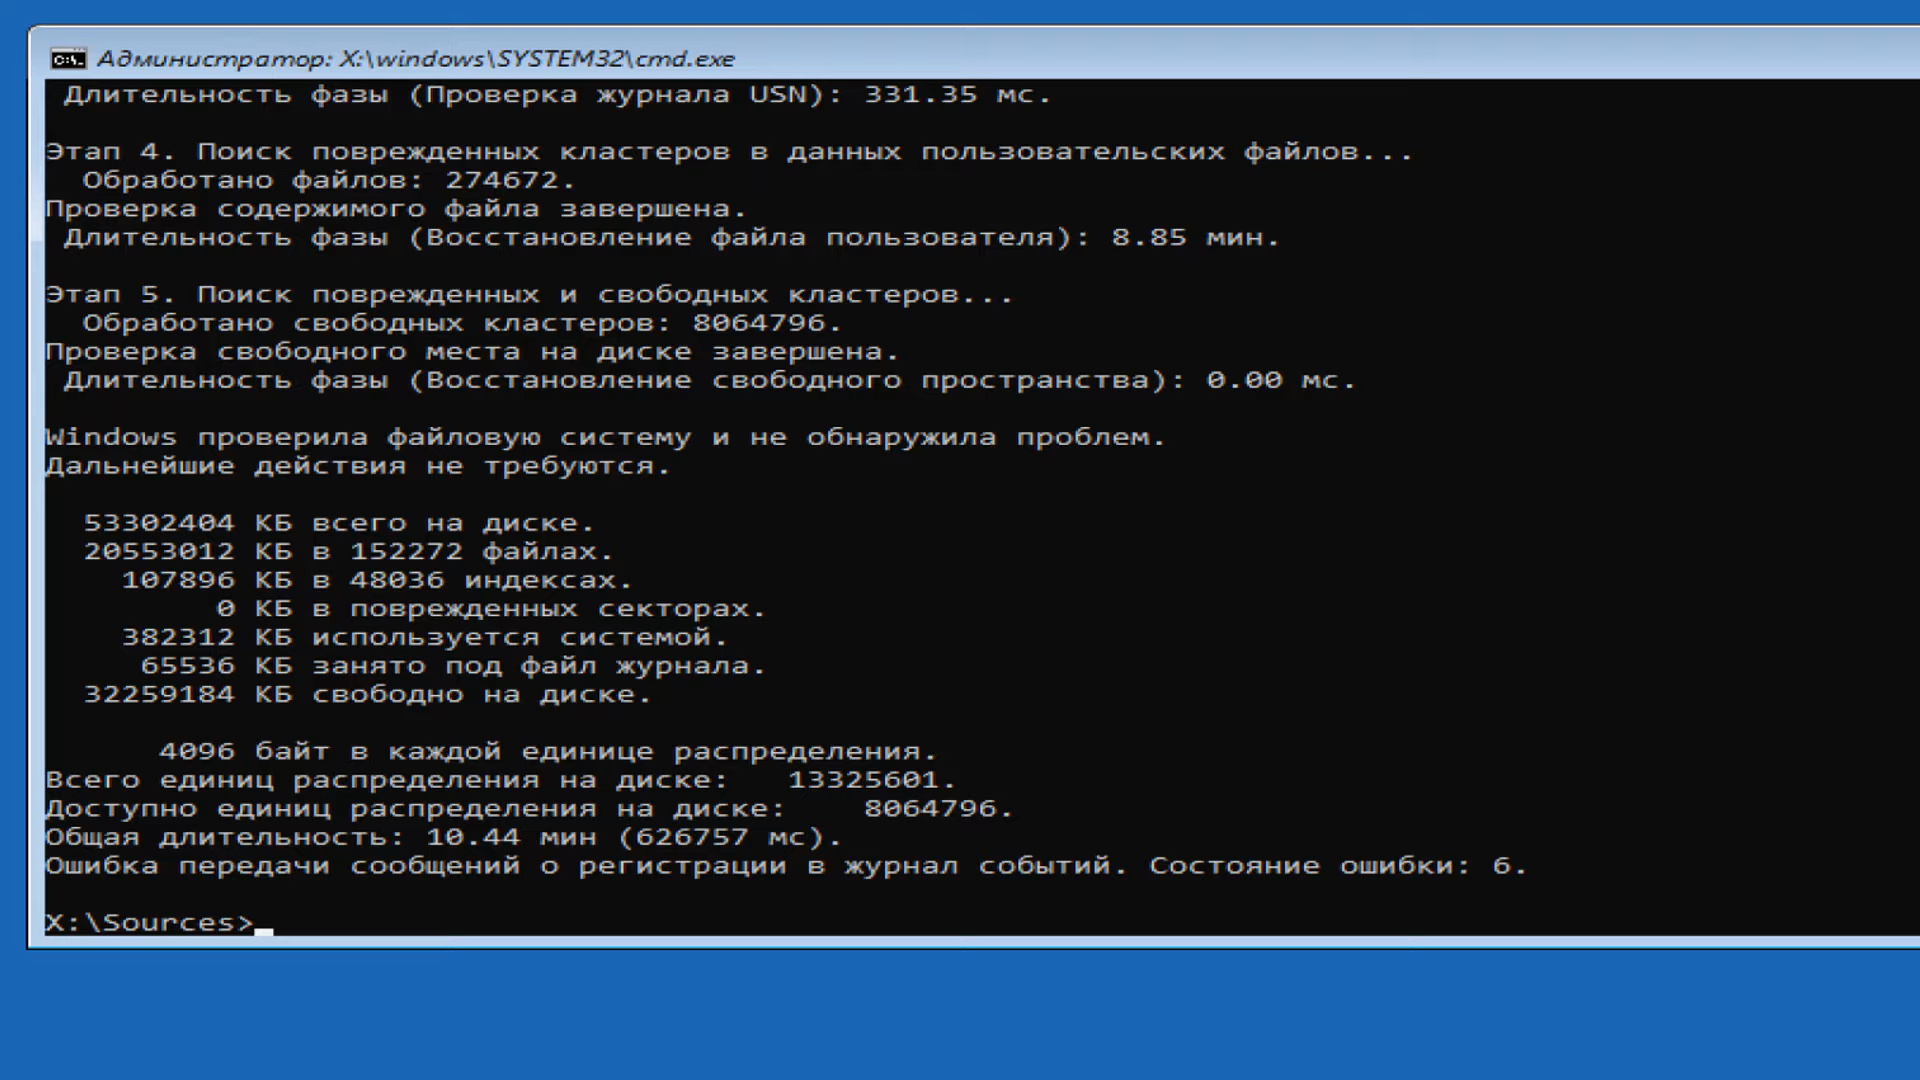 Администратор: X:\windows\SYSTEM32\cmd.exe
Длительность фазы (Проверка журнала USN): 331.35 мс.
Этап 4. Поиск поврежденных кластеров в данных пользовательских файлов...
Обработано файлов: 274672.
Проверка содержимого файла завершена.
Длительность фазы (Восстановление файла пользователя): 8.85 мин.
Этап 5. Поиск поврежденных и свободных кластеров...
Обработано свободных кластеров: 8064796.
Проверка свободного места на диске завершена.
Длительность фазы (Восстановление свободного пространства): 0.00 мс.
Windows проверила файловую систему и не обнаружила проблем.
Дальнейшие действия не требуются.
53302404 КБ всего на диске.
20553012 КБ в 152272 файлах.
107896 КБ в 48036 индексах.
0 КБ в поврежденных секторах.
382312 КБ используется системой.
65536 КБ занято под файл журнала.
32259184 КБ свободно на диске.
4096 байт в каждой единице распределения.
Всего единиц распределения на диске: 13325601.
Доступно единиц распределения на диске: 8064796.
Общая длительность: 10.44 мин (626757 мс).
Ошибка передачи сообщений о регистрации в журнал событий. Состояние ошибки: 6.
X:\Sources>